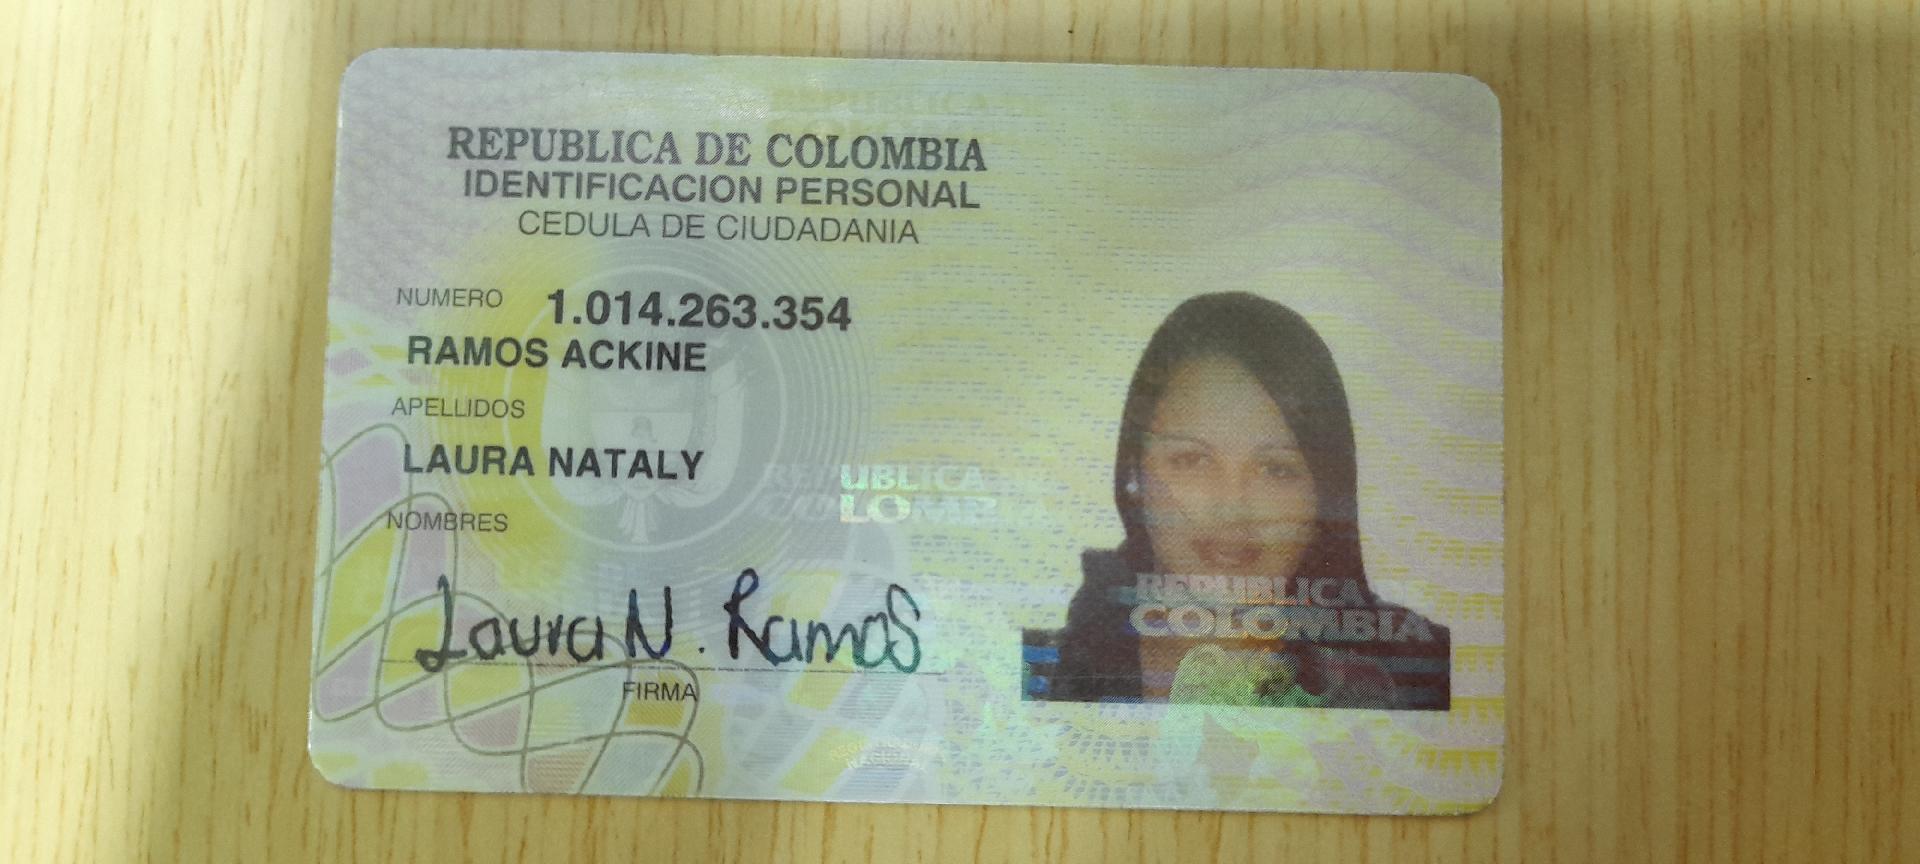 REPUBLICA DE COLOMBIA
IDENTIFICACION PERSONAL
CEDULA DE CIUDADANIA
NUMERO 1.014.263.354
RAMOS ACKINE
APELLIDOS
LAURA NATALY
NOMBRES
REPUBLICA DE
COLOMBIA
Laura N. Ramos
FIRMA
REPUBLICA DE
COLOMBIA